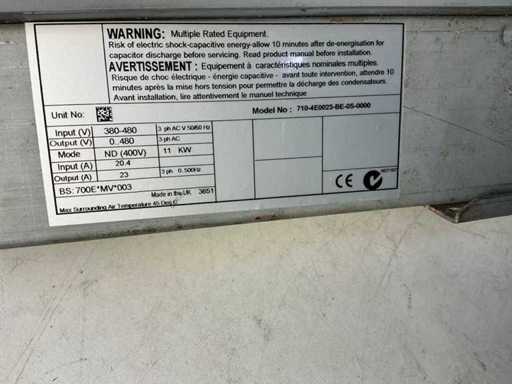 WARNING: Multiple Rated Equipment.
Risk of electric shock-capacitive energy-allow 10 minutes after de-energisation for
capacitor discharge before servicing. Read product manual before installation.
AVERTISSEMENT: Equipement à caractéristiques nominales multiples.
Risque de choc électrique - énergie capacitive - avant toute intervention, attendre 10
minutes après la mise hors tension pour permettre la décharge des condensateurs.
Avant installation, lire attentivement le manuel technique
Unit No:
Model No: 710-4E0023-BE-0S-0000
Input (V) 380-480 3 ph AC V 50/60 Hz
Output (V) 0..480 3 ph AC (V)
Mode ND (400V) 11 KW
Input (A) 20.4
Output (A) 23 3 ph 0..500Hz
BS: 700E*MV*003 Made in the UK 3651
Max Surrounding Air Temperature 45 Deg C
CE